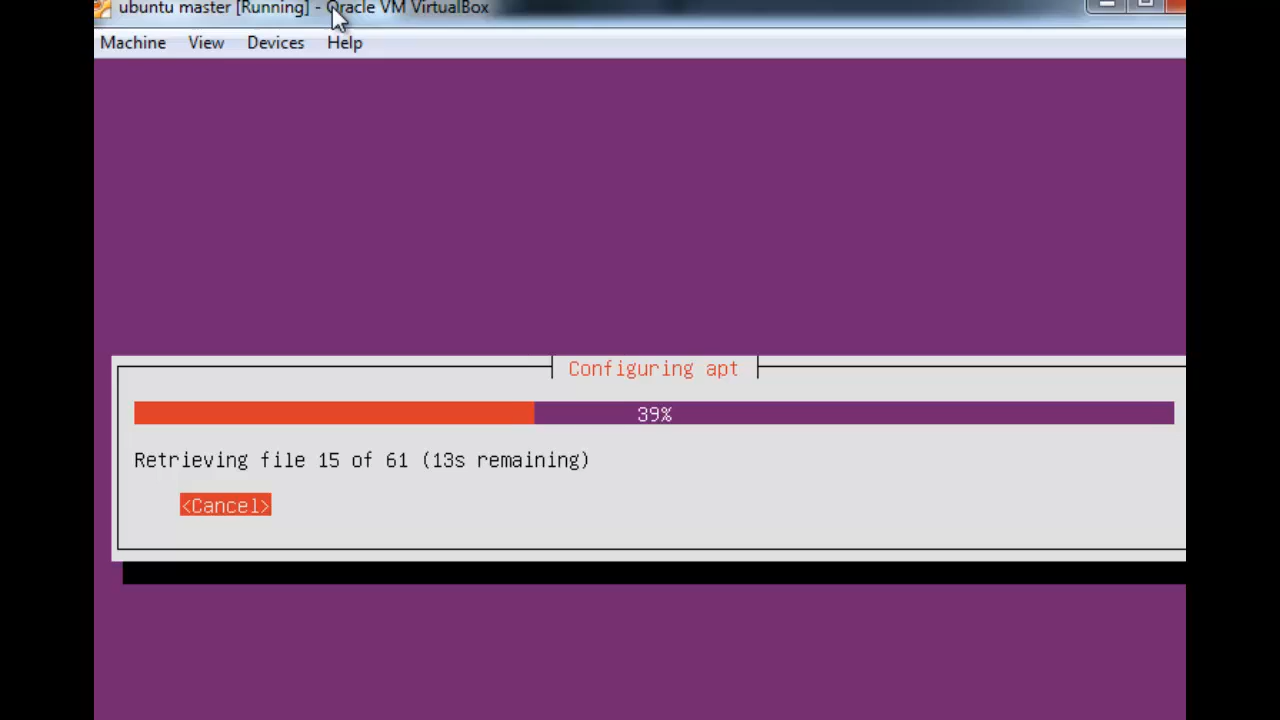 ubuntu master [Running] - Oracle VM VirtualBox
Machine View Devices Help
Configuring apt
39%
Retrieving file 15 of 61 (13s remaining)
<Cancel>